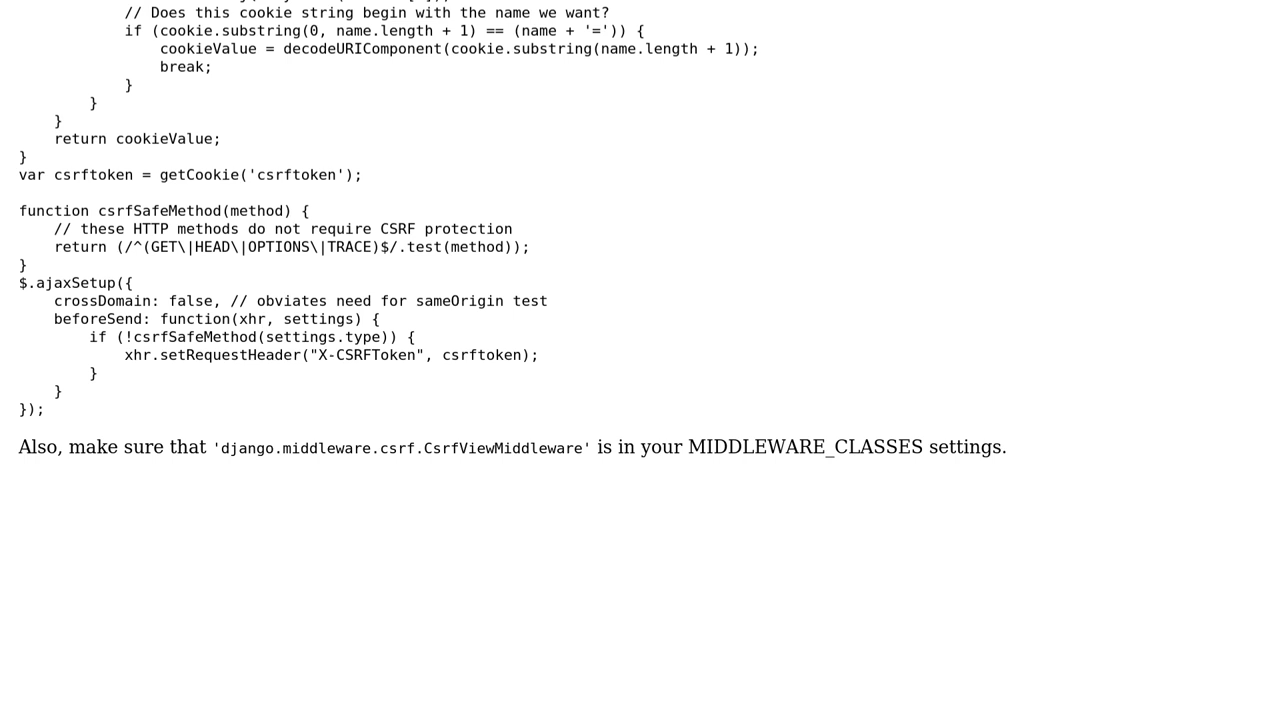 // Does this cookie string begin with the name we want?
if (cookie.substring(0, name.length + 1) == (name + '=')) {
cookieValue = decodeURIComponent(cookie.substring(name.length + 1));
break;
}
}
}
return cookieValue;
}
var csrftoken = getCookie('csrftoken');

function csrfSafeMethod(method) {
// these HTTP methods do not require CSRF protection
return (/^(GET\|HEAD\|OPTIONS\|TRACE)$/.test(method));
}
$.ajaxSetup({
crossDomain: false, // obviates need for sameOrigin test
beforeSend: function(xhr, settings) {
if (!csrfSafeMethod(settings.type)) {
xhr.setRequestHeader("X-CSRFToken", csrftoken);
}
}
});
Also, make sure that 'django.middleware.csrf.CsrfViewMiddleware' is in your MIDDLEWARE_CLASSES settings.